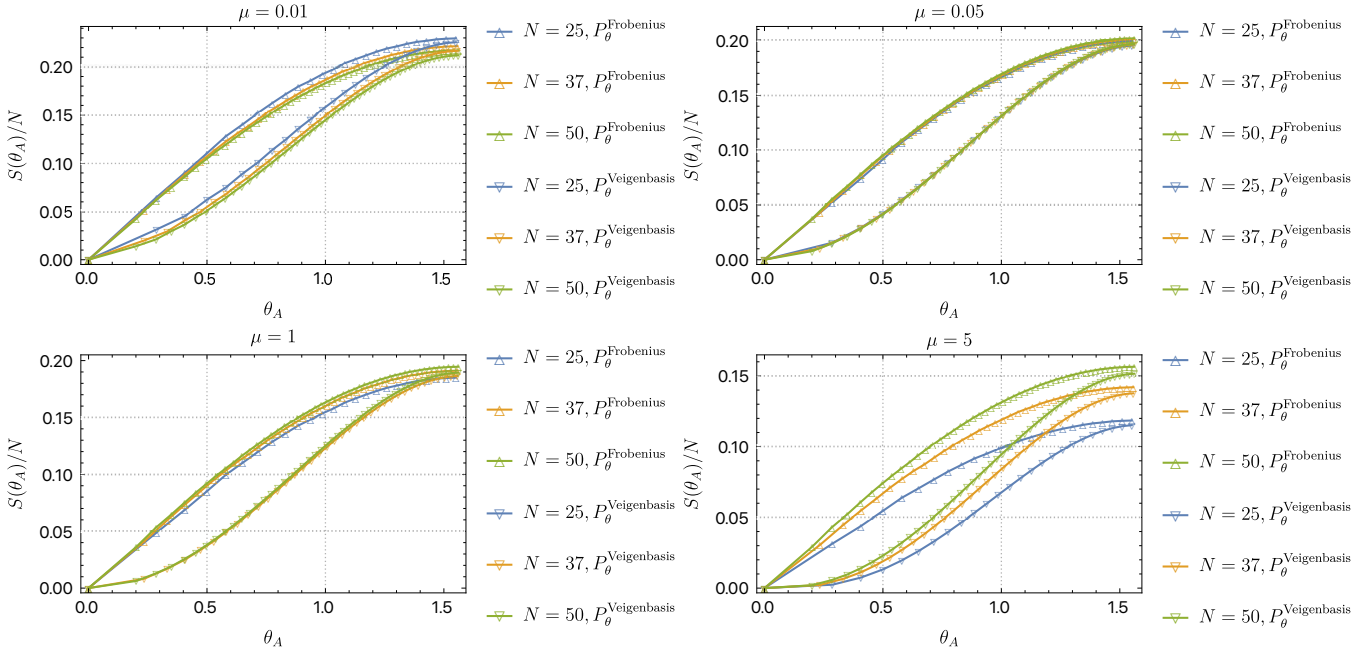 μ = 0.01
S(θ_A)/N
0.20
0.15
0.10
0.05
0.00
0.0 0.5 1.0 1.5
θ_A
N = 25, P_θ^Frobenius
N = 37, P_θ^Frobenius
N = 50, P_θ^Frobenius
N = 25, P_θ^Veigenbasis
N = 37, P_θ^Veigenbasis
N = 50, P_θ^Veigenbasis
μ = 0.05
S(θ_A)/N
0.20
0.15
0.10
0.05
0.00
0.0 0.5 1.0 1.5
θ_A
N = 25, P_θ^Frobenius
N = 37, P_θ^Frobenius
N = 50, P_θ^Frobenius
N = 25, P_θ^Veigenbasis
N = 37, P_θ^Veigenbasis
N = 50, P_θ^Veigenbasis
μ = 1
S(θ_A)/N
0.20
0.15
0.10
0.05
0.00
0.0 0.5 1.0 1.5
θ_A
N = 25, P_θ^Frobenius
N = 37, P_θ^Frobenius
N = 50, P_θ^Frobenius
N = 25, P_θ^Veigenbasis
N = 37, P_θ^Veigenbasis
N = 50, P_θ^Veigenbasis
μ = 5
S(θ_A)/N
0.15
0.10
0.05
0.00
0.0 0.5 1.0 1.5
θ_A
N = 25, P_θ^Frobenius
N = 37, P_θ^Frobenius
N = 50, P_θ^Frobenius
N = 25, P_θ^Veigenbasis
N = 37, P_θ^Veigenbasis
N = 50, P_θ^Veigenbasis